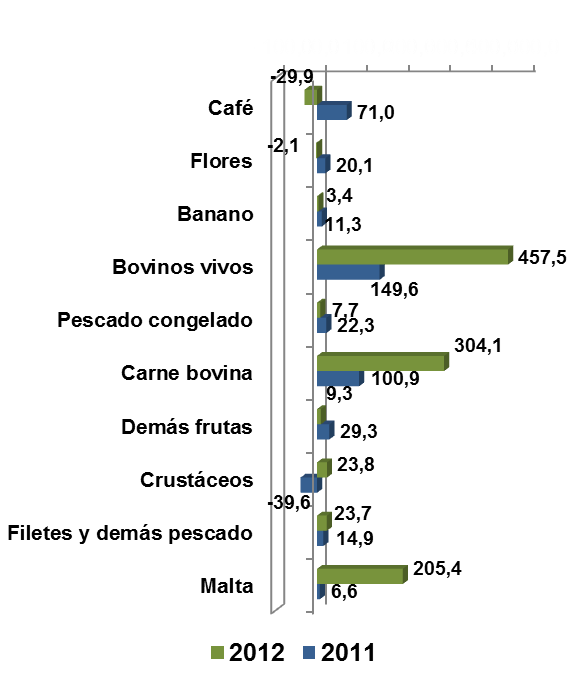 -29,9
Café
71,0
-2,1
Flores
20,1
3,4
Banano
11,3
Bovinos vivos
457,5
149,6
7,7
Pescado congelado
22,3
304,1
Carne bovina
100,9
9,3
Demás frutas
29,3
23,8
Crustáceos
-39,6
23,7
Filetes y demás pescado
14,9
205,4
Malta
6,6
2012 2011